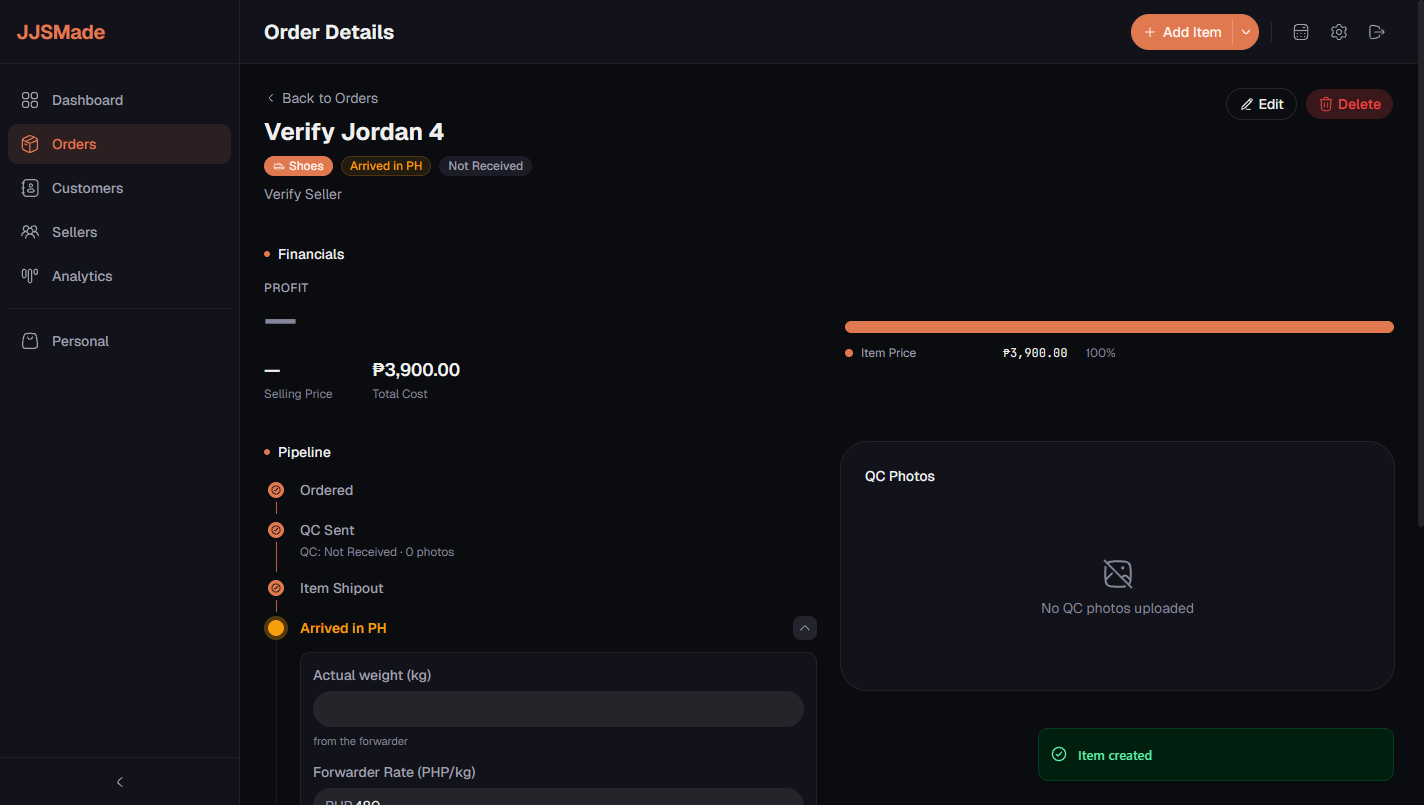 JJSMade
Order Details
Add Item
Dashboard
Orders
Customers
Sellers
Analytics
Personal
Back to Orders
Edit
Delete
Verify Jordan 4
Shoes
Arrived in PH
Not Received
Verify Seller
Financials
PROFIT
—
—
Selling Price
₱3,900.00
Total Cost
Item Price ₱3,900.00 100%
Pipeline
Ordered
QC Sent
QC: Not Received · 0 photos
Item Shipout
Arrived in PH
Actual weight (kg)
from the forwarder
Forwarder Rate (PHP/kg)
PHP 480
QC Photos
No QC photos uploaded
Item created